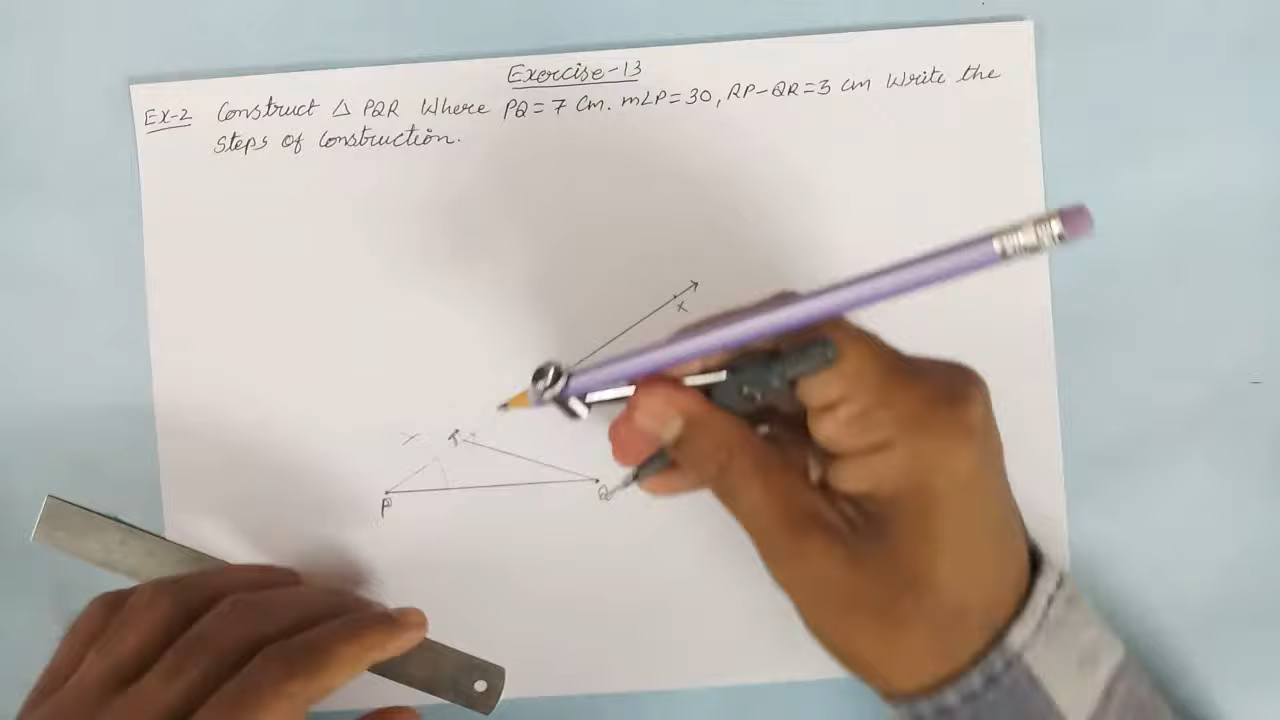 Exercise-13
Ex-2 Construct △ PQR Where PQ = 7 Cm. m∠P = 30, RP-QR = 3 cm Write the
steps of construction.
X
P
Q